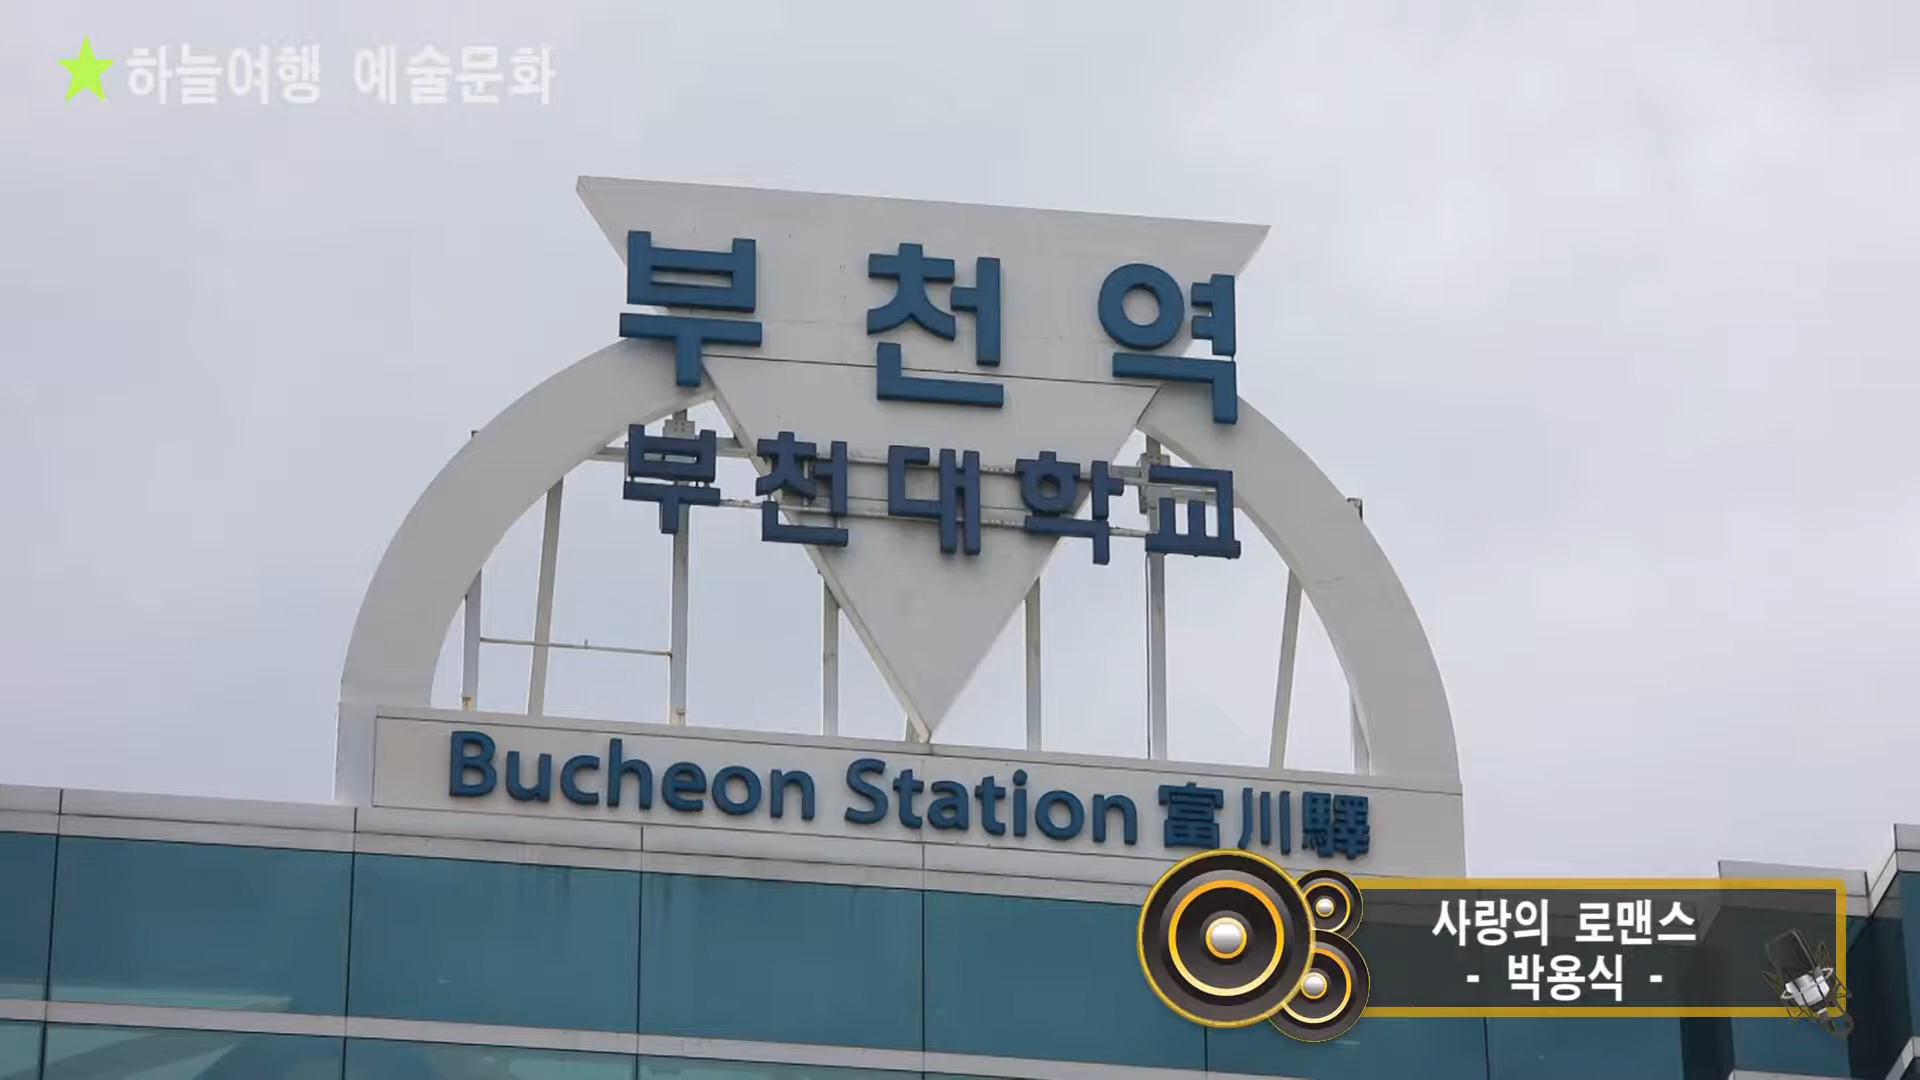 ★하늘여행 예술문화
부천역
부천대학교
Bucheon Station 富川驛
사랑의 로맨스
- 박용식 -